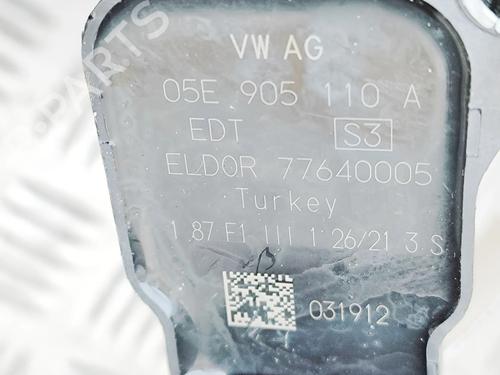 VW AG
05E 905 110 A
EDT S3
ELDOR 77640005
Turkey
1 87 F1 111 1 26/21 3 S
031912
PARTS